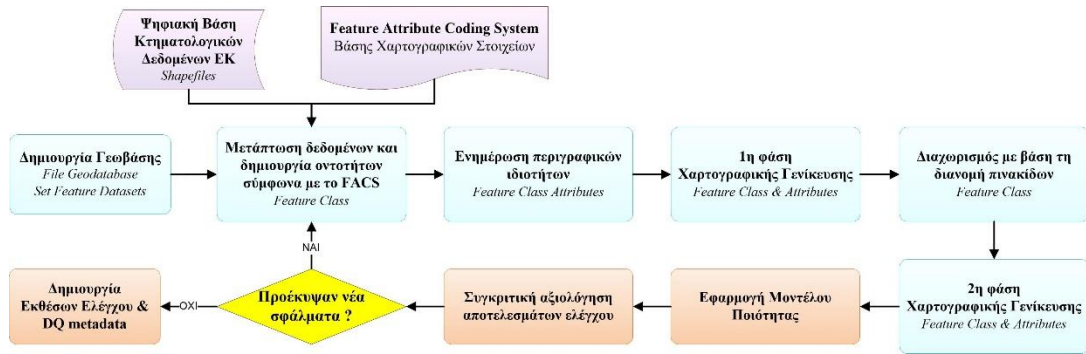 Ψηφιακή Βάση
Κτηματολογικών
Δεδομένων ΕΚ
Shapefiles
Feature Attribute Coding System
Βάσης Χαρτογραφικών Στοιχείων
Δημιουργία Γεωβάσης
File Geodatabase
Set Feature Datasets
Μετάπτωση δεδομένων και
δημιουργία οντοτήτων
σύμφωνα με το FACS
Feature Class
Ενημέρωση περιγραφικών
ιδιοτήτων
Feature Class Attributes
1η φάση
Χαρτογραφικής Γενίκευσης
Feature Class & Attributes
Διαχωρισμός με βάση τη
διανομή πινακίδων
Feature Class
ΝΑΙ
Δημιουργία
Εκθέσων Ελέγχου &
DQ metadata
ΟΧΙ
Προέκυψαν νέα
σφάλματα ?
Συγκριτική αξιολόγηση
αποτελεσμάτων ελέγχου
Εφαρμογή Μοντέλου
Ποιότητας
2η φάση
Χαρτογραφικής Γενίκευσης
Feature Class & Attributes